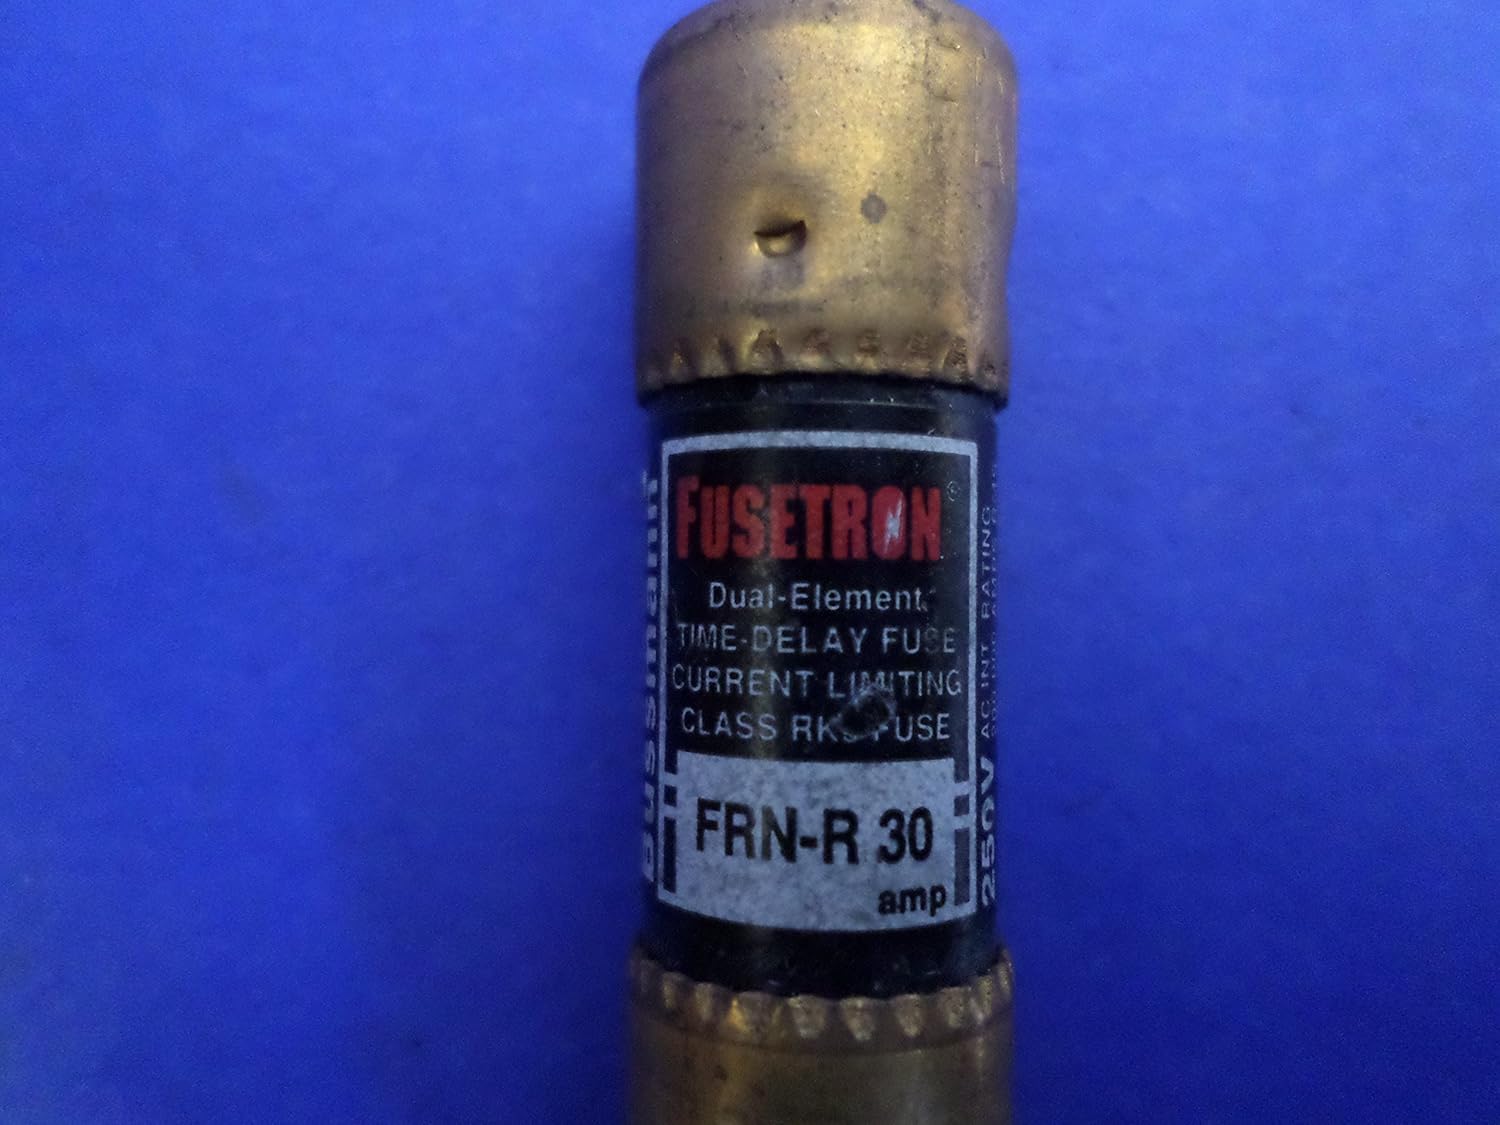 FUSETRON®
Dual-Element,
TIME-DELAY FUSE
CURRENT LIMITING
CLASS FUSE
FRN-R 30
amp
Bussmann
250V AC INT. RATING